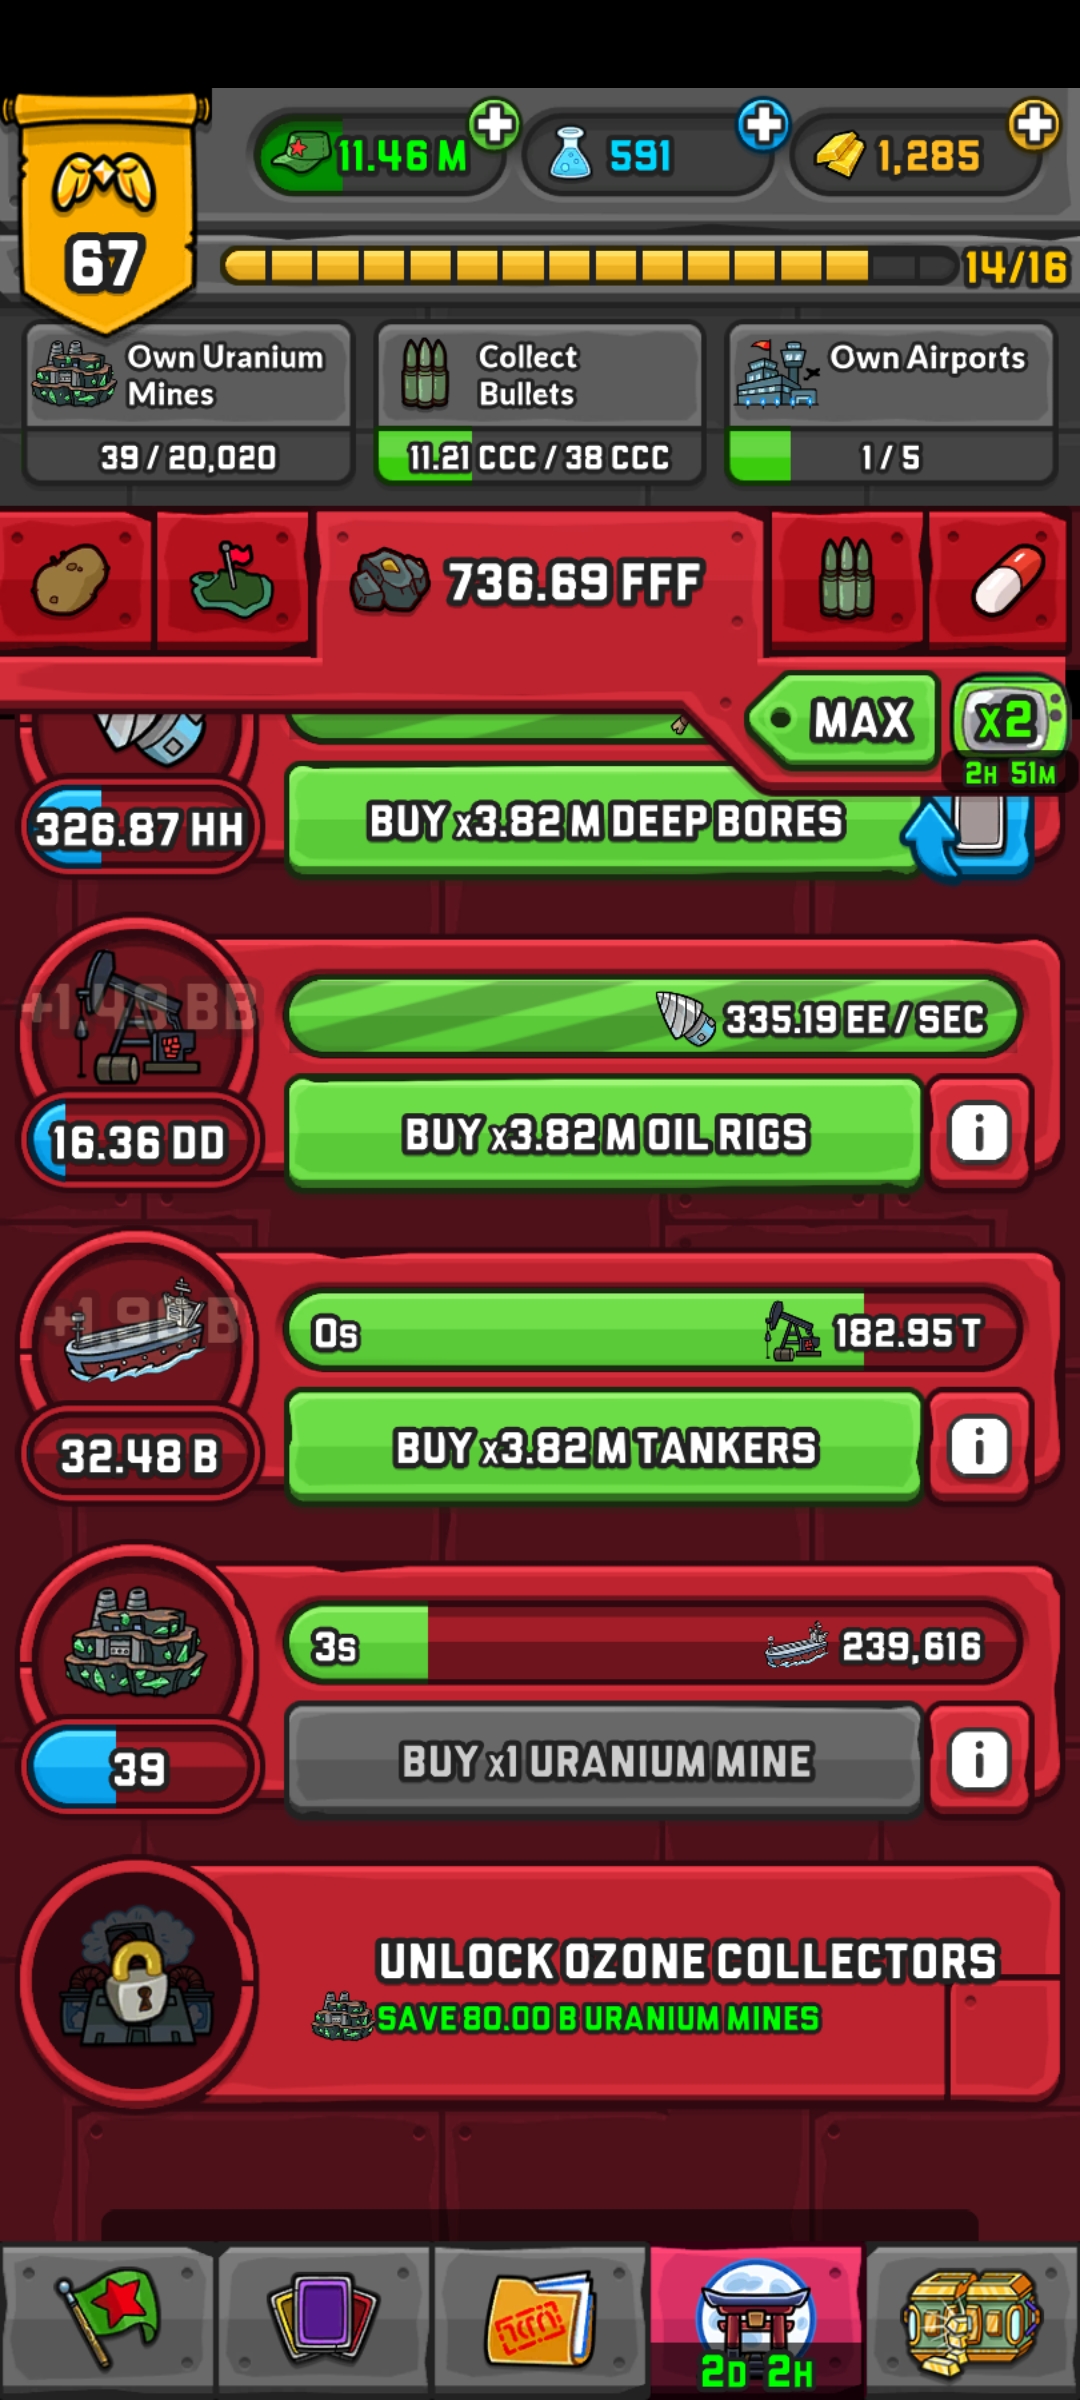 11.46 M
591
1,285
67
14/16
Own Uranium
Mines
39 / 20,020
Collect
Bullets
11.21 CCC / 38 CCC
Own Airports
1 / 5
736.69 FFF
MAX
x2
2H 51M
326.87 HH
BUY x3.82 M DEEP BORES
335.19 EE / SEC
16.36 DD
BUY x3.82 M OIL RIGS
0s
182.95 T
32.48 B
BUY x3.82 M TANKERS
3s
239,616
39
BUY x1 URANIUM MINE
UNLOCK OZONE COLLECTORS
SAVE 80.00 B URANIUM MINES
2D 2H